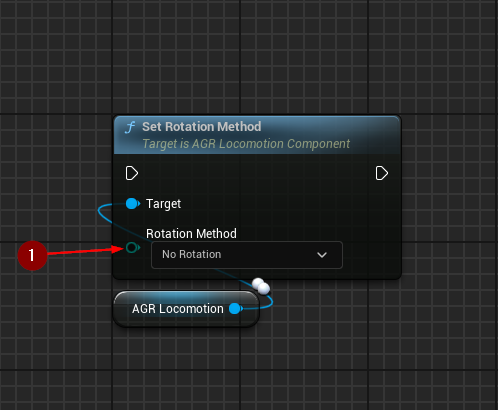 f Set Rotation Method
Target is AGR Locomotion Component
Target
Rotation Method
1
No Rotation
AGR Locomotion